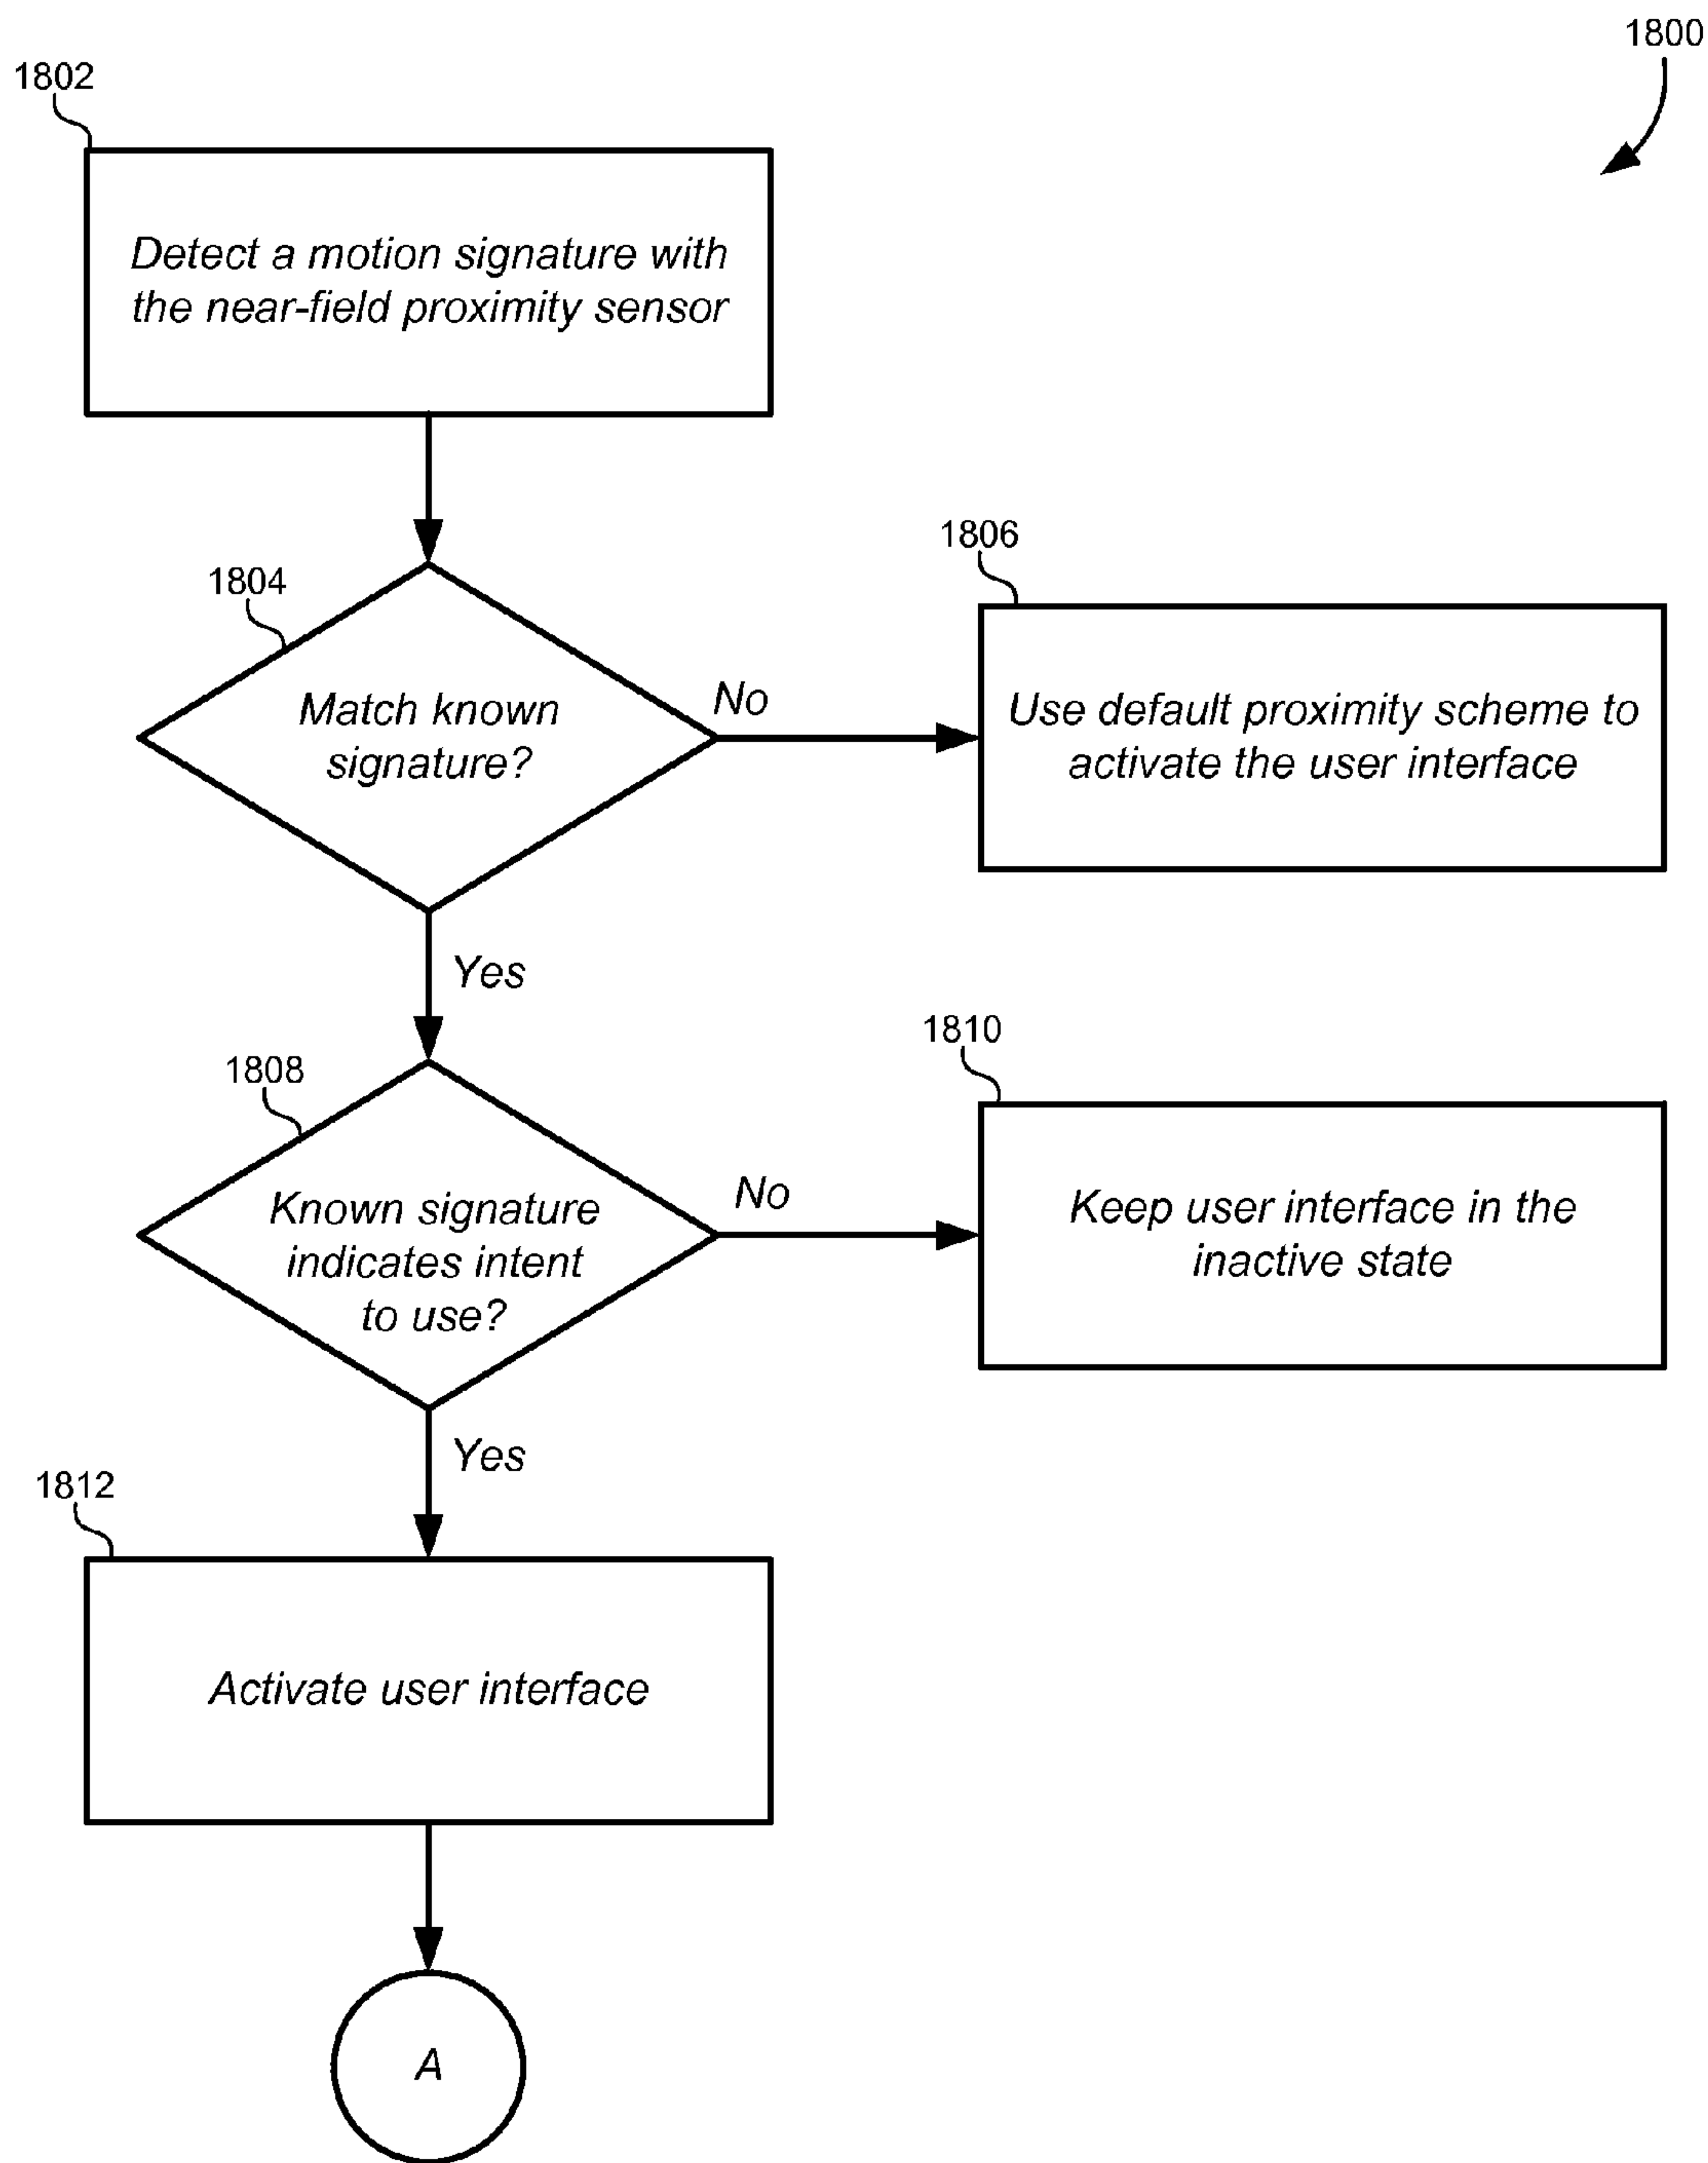 1800
1802
Detect a motion signature with
the near-field proximity sensor
1804
Match known
signature?
No
1806
Use default proximity scheme to
activate the user interface
Yes
1808
Known signature
indicates intent
to use?
No
1810
Keep user interface in the
inactive state
Yes
1812
Activate user interface
A